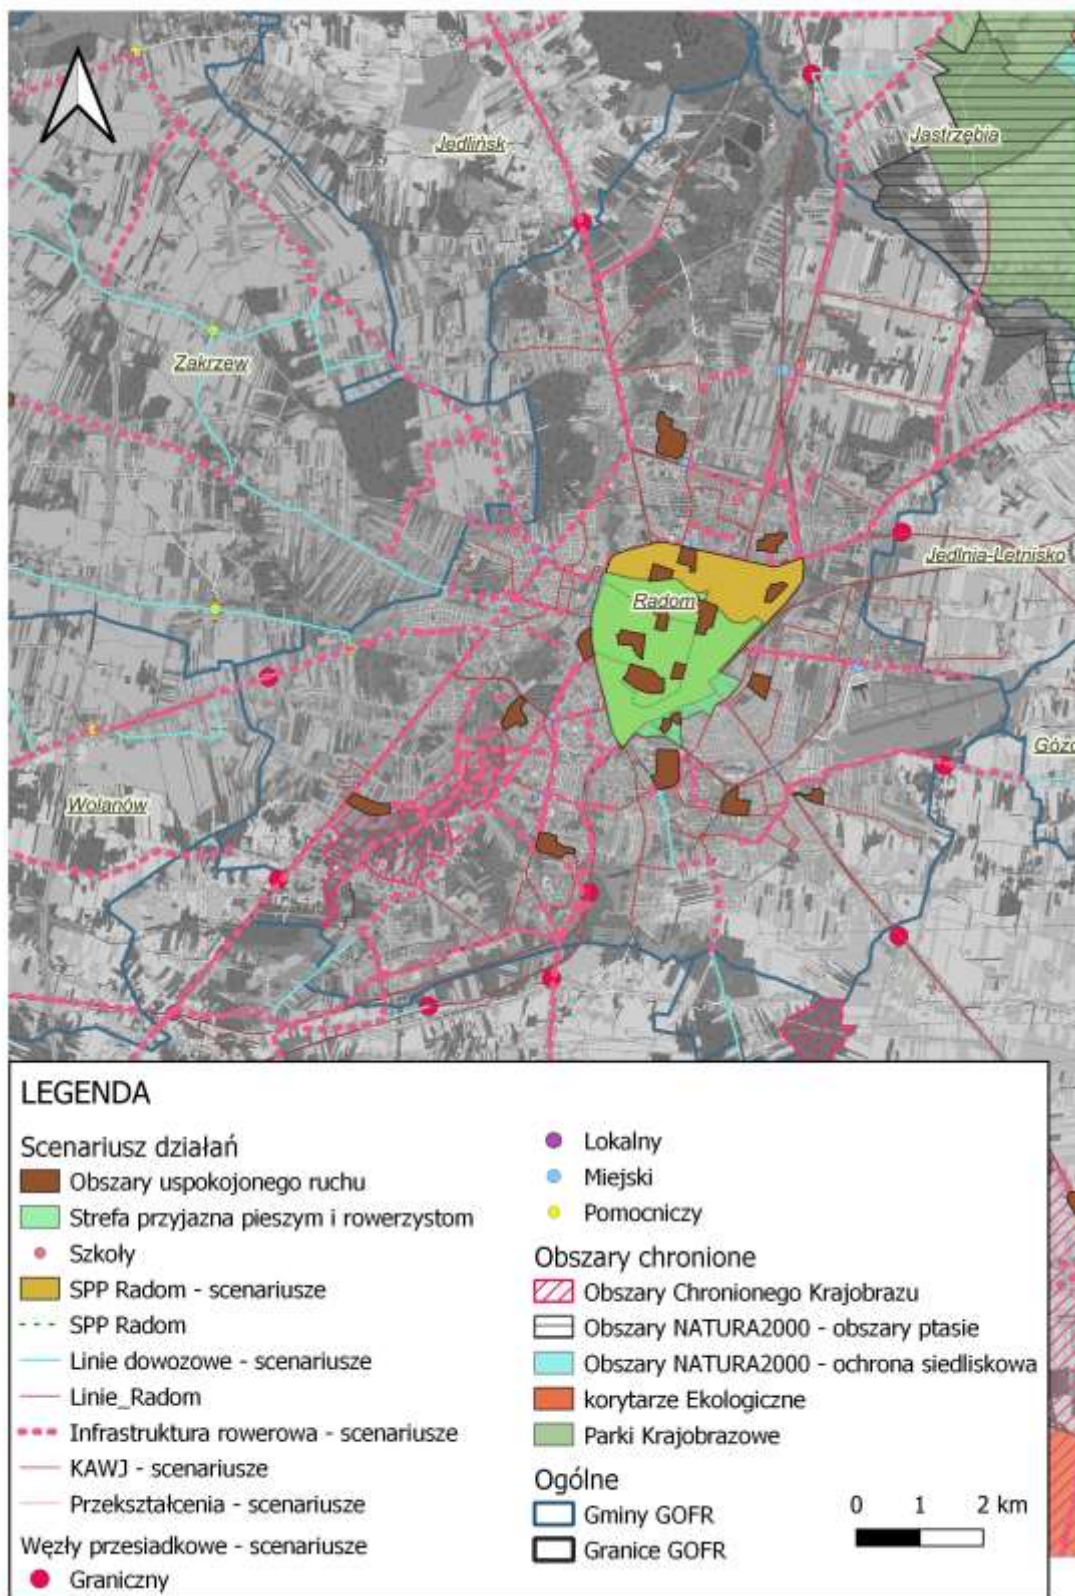 Jedlińsk
Jastrzębia
Zakrzew
Jedlnia-Letnisko
Radom
Wolanów
LEGENDA
Scenariusz działań
Obszary uspokojonego ruchu
Strefa przyjazna pieszym i rowerzystom
Szkoły
SPP Radom - scenariusze
SPP Radom
Linie dowozowe - scenariusze
Linie_Radom
Infrastruktura rowerowa - scenariusze
KAWJ - scenariusze
Przekształcenia - scenariusze
Węzły przesiadkowe - scenariusze
Graniczny
Lokalny
Miejski
Pomocniczy
Obszary chronione
Obszary Chronionego Krajobrazu
Obszary NATURA2000 - obszary ptasie
Obszary NATURA2000 - ochrona siedliskowa
korytarze Ekologiczne
Parki Krajobrazowe
Ogólne
Gminy GOFR
Granice GOFR
0 1 2 km